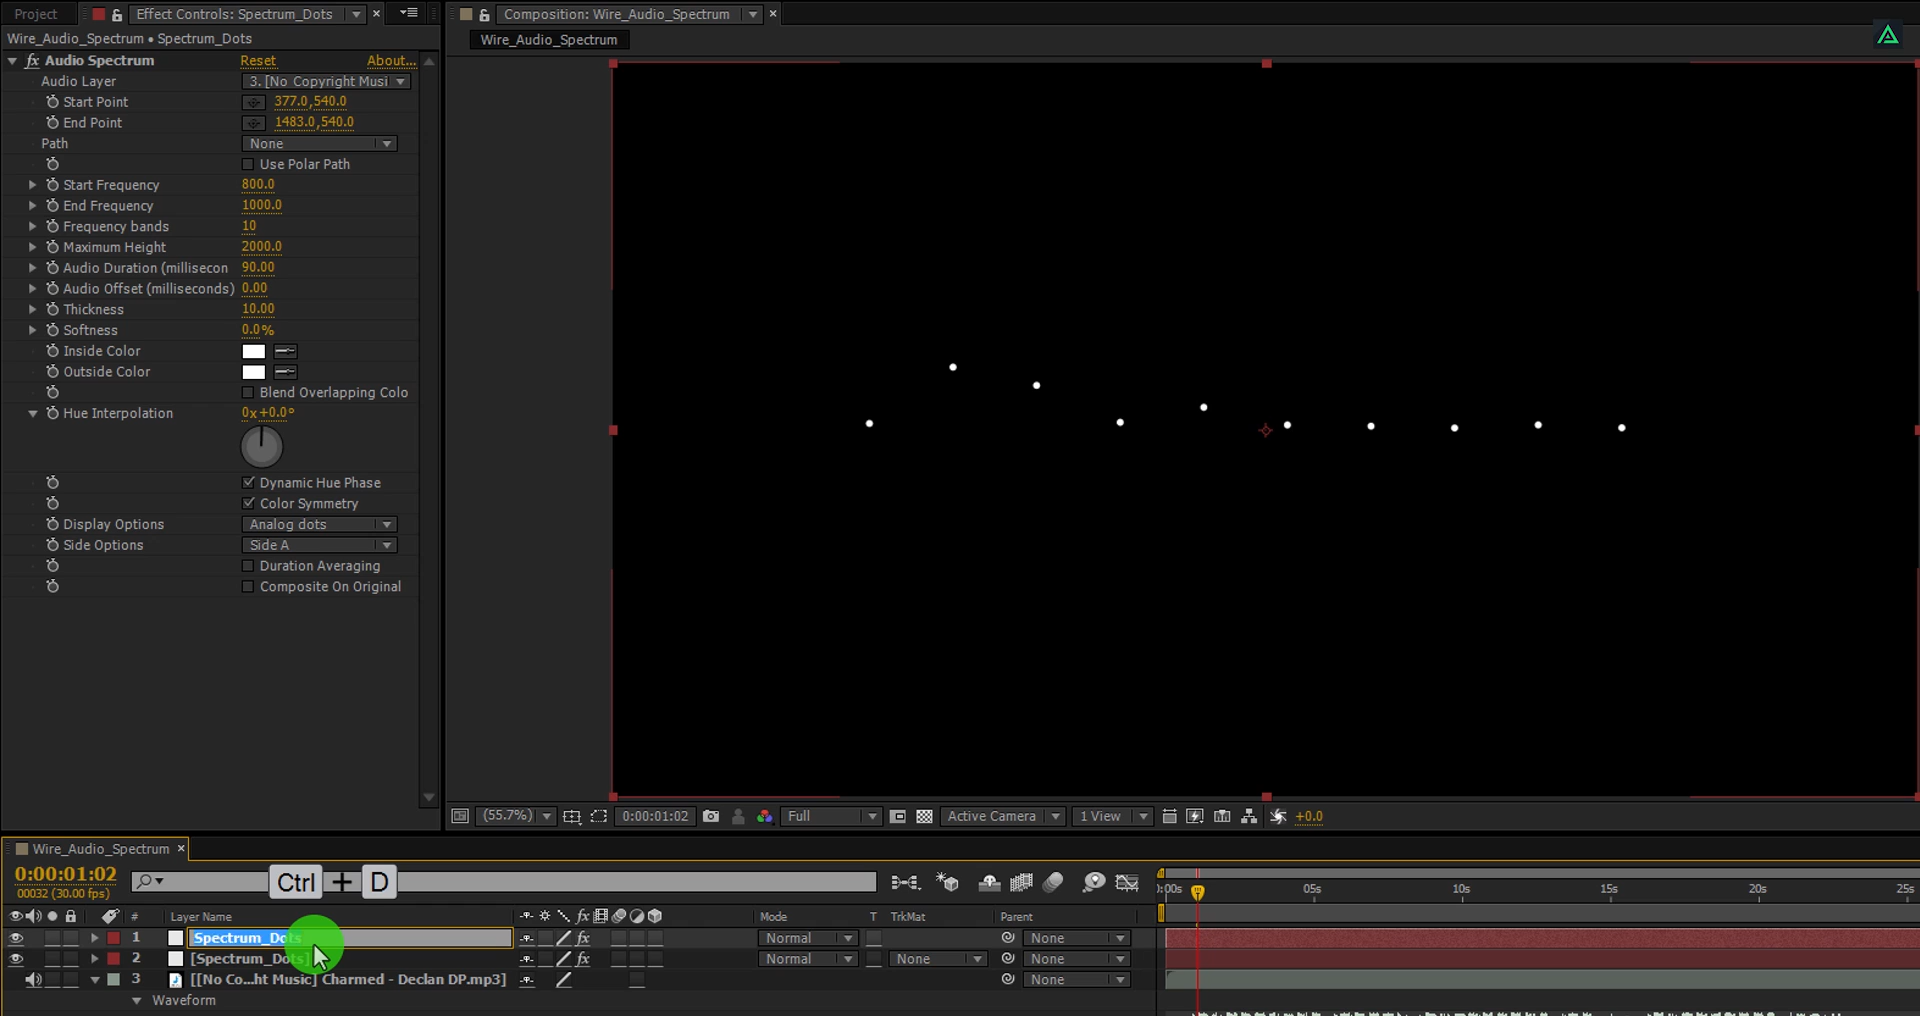 Project
Effect Controls: Spectrum_Dots
Wire_Audio_Spectrum • Spectrum_Dots
fx Audio Spectrum Reset About...
Audio Layer 3. [No Copyright Musi
Start Point 377.0,540.0
End Point 1483.0,540.0
Path None
Use Polar Path
Start Frequency 800.0
End Frequency 1000.0
Frequency bands 10
Maximum Height 2000.0
Audio Duration (millisecon 90.00
Audio Offset (milliseconds) 0.00
Thickness 10.00
Softness 0.0%
Inside Color
Outside Color
Blend Overlapping Colo
Hue Interpolation 0x+0.0°
Dynamic Hue Phase
Color Symmetry
Display Options Analog dots
Side Options Side A
Duration Averaging
Composite On Original
Composition: Wire_Audio_Spectrum
Wire_Audio_Spectrum
(55.7%) 0:00:01:02 Full Active Camera 1 View +0.0
Wire_Audio_Spectrum
0:00:01:02
00032 (30.00 fps)
Ctrl + D
):00s 05s 10s 15s 20s 25s
# Layer Name fx Mode T TrkMat Parent
1 Spectrum_Dots fx Normal None
2 [Spectrum_Dots] fx Normal None None
3 [[No Co...ht Music] Charmed - Declan DP.mp3] None
Waveform